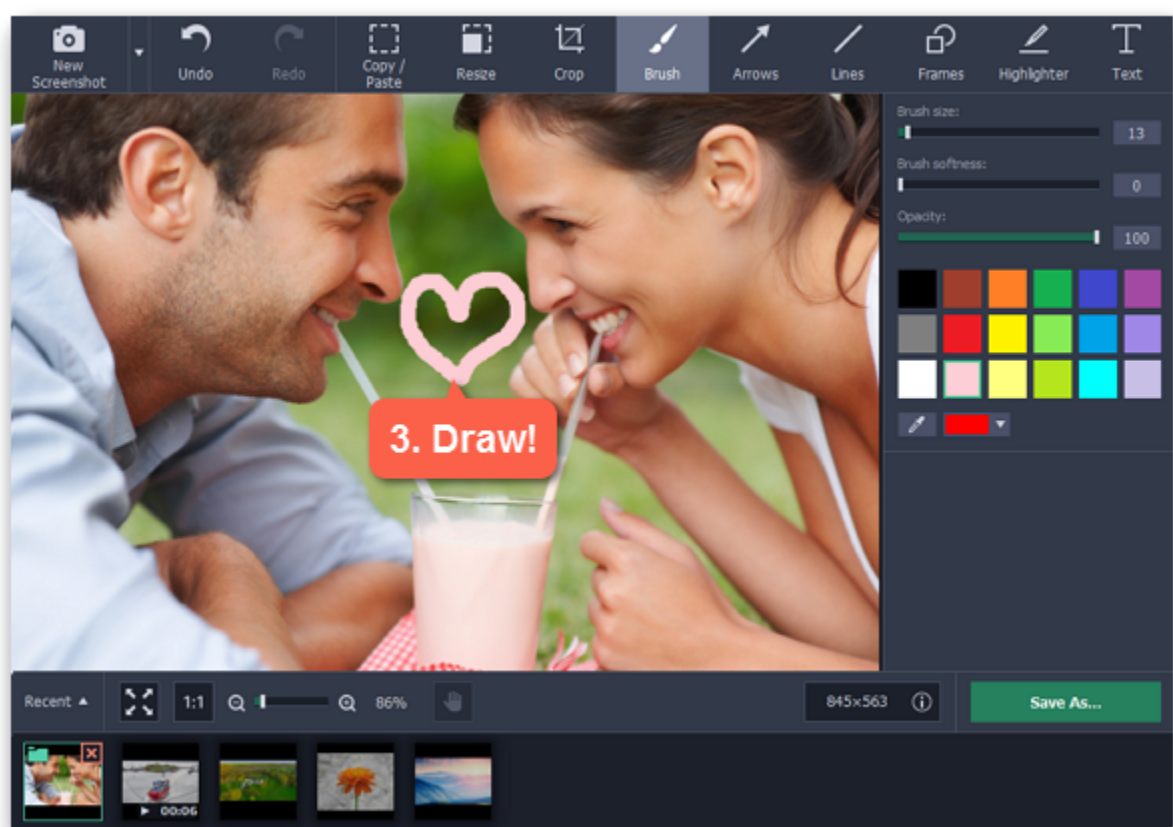 New
Screenshot
Undo
Redo
Copy /
Paste
Resize
Crop
Brush
Arrows
Lines
Frames
Highlighter
Text
Brush size:
13
Brush softness:
0
Opacity:
100
3. Draw!
Recent
1:1
86%
845×563
Save As...
00:06